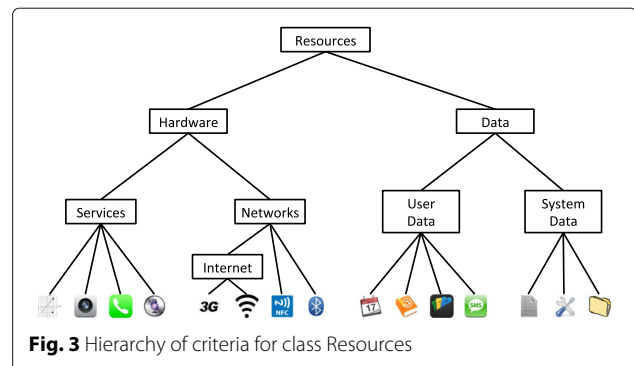 Resources
Hardware
Data
Services
Networks
User
Data
System
Data
Internet
3G
NFC
17
SMS
Fig. 3 Hierarchy of criteria for class Resources